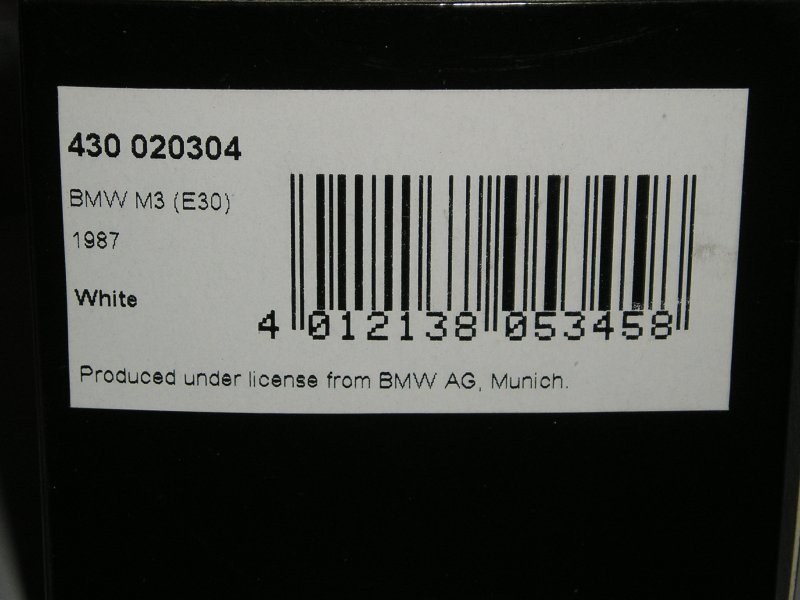 430 020304
BMW M3 (E30)
1987
White
4 012138 053458
Produced under license from BMW AG, Munich.